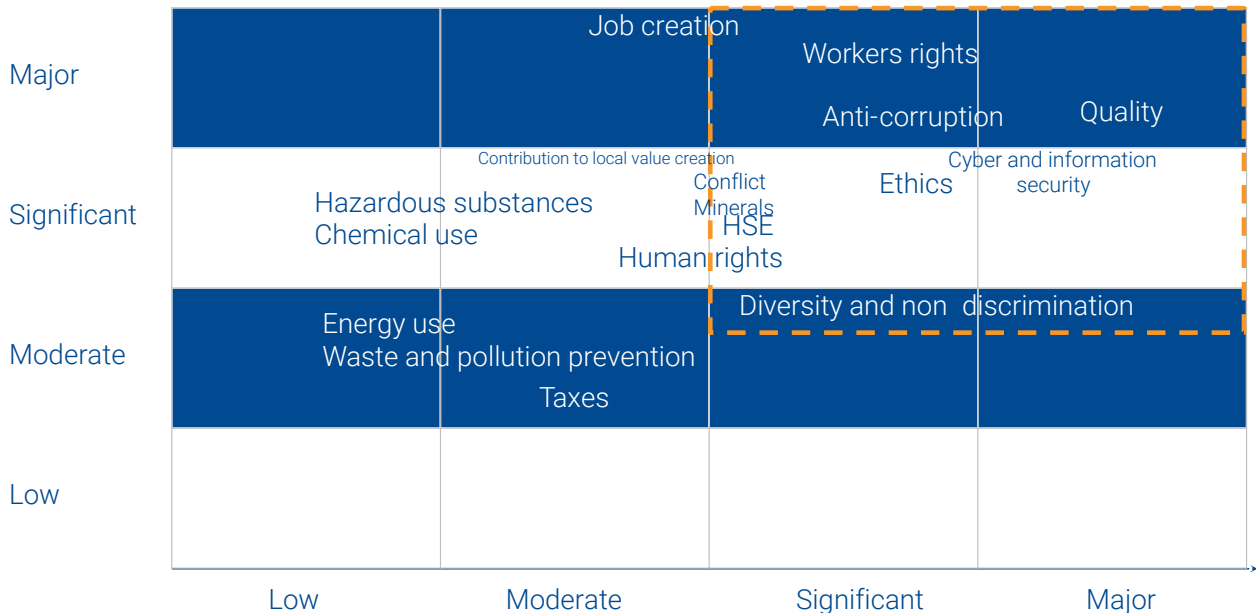 Job creation
Workers rights
Major
Anti-corruption
Quality
Contribution to local value creation
Cyber and information
security
Conflict
Minerals
Ethics
Significant
Hazardous substances
Chemical use
HSE
Human rights
Diversity and non  discrimination
Energy use
Moderate
Waste and pollution prevention
Taxes
Low
Low
Moderate
Significant
Major